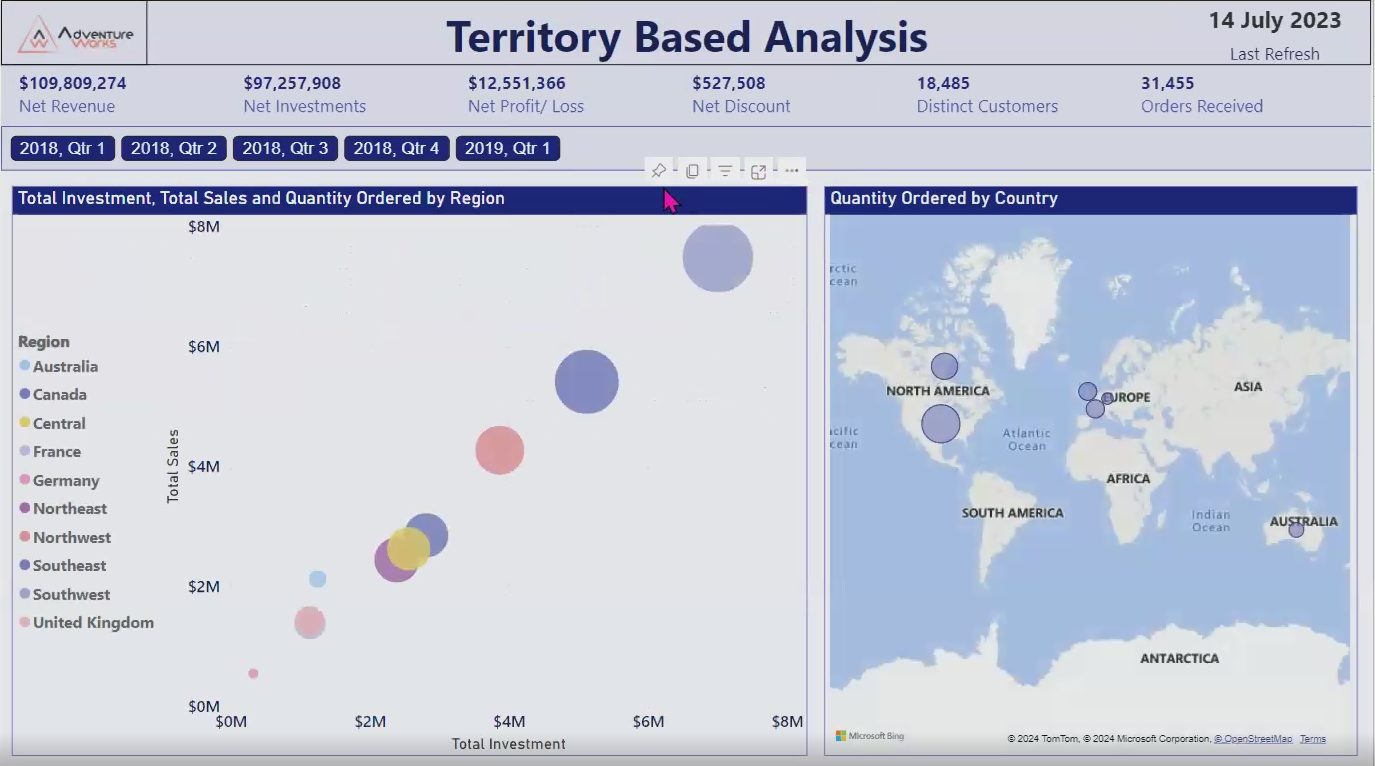 Adventure
Works
Territory Based Analysis
14 July 2023
Last Refresh
$109,809,274
Net Revenue
$97,257,908
Net Investments
$12,551,366
Net Profit/ Loss
$527,508
Net Discount
18,485
Distinct Customers
31,455
Orders Received
2018, Qtr 1
2018, Qtr 2
2018, Qtr 3
2018, Qtr 4
2019, Qtr 1
Total Investment, Total Sales and Quantity Ordered by Region
Region
Australia
Canada
Central
France
Germany
Northeast
Northwest
Southeast
Southwest
United Kingdom
Total Sales
$8M
$6M
$4M
$2M
$0M
$0M
$2M
$4M
$6M
$8M
Total Investment
Quantity Ordered by Country
rctic
cean
NORTH AMERICA
UROPE
ASIA
cific
cean
Atlantic
Ocean
AFRICA
SOUTH AMERICA
Indian
Ocean
AUSTRALIA
ANTARCTICA
Microsoft Bing
© 2024 TomTom, © 2024 Microsoft Corporation, © OpenStreetMap Terms